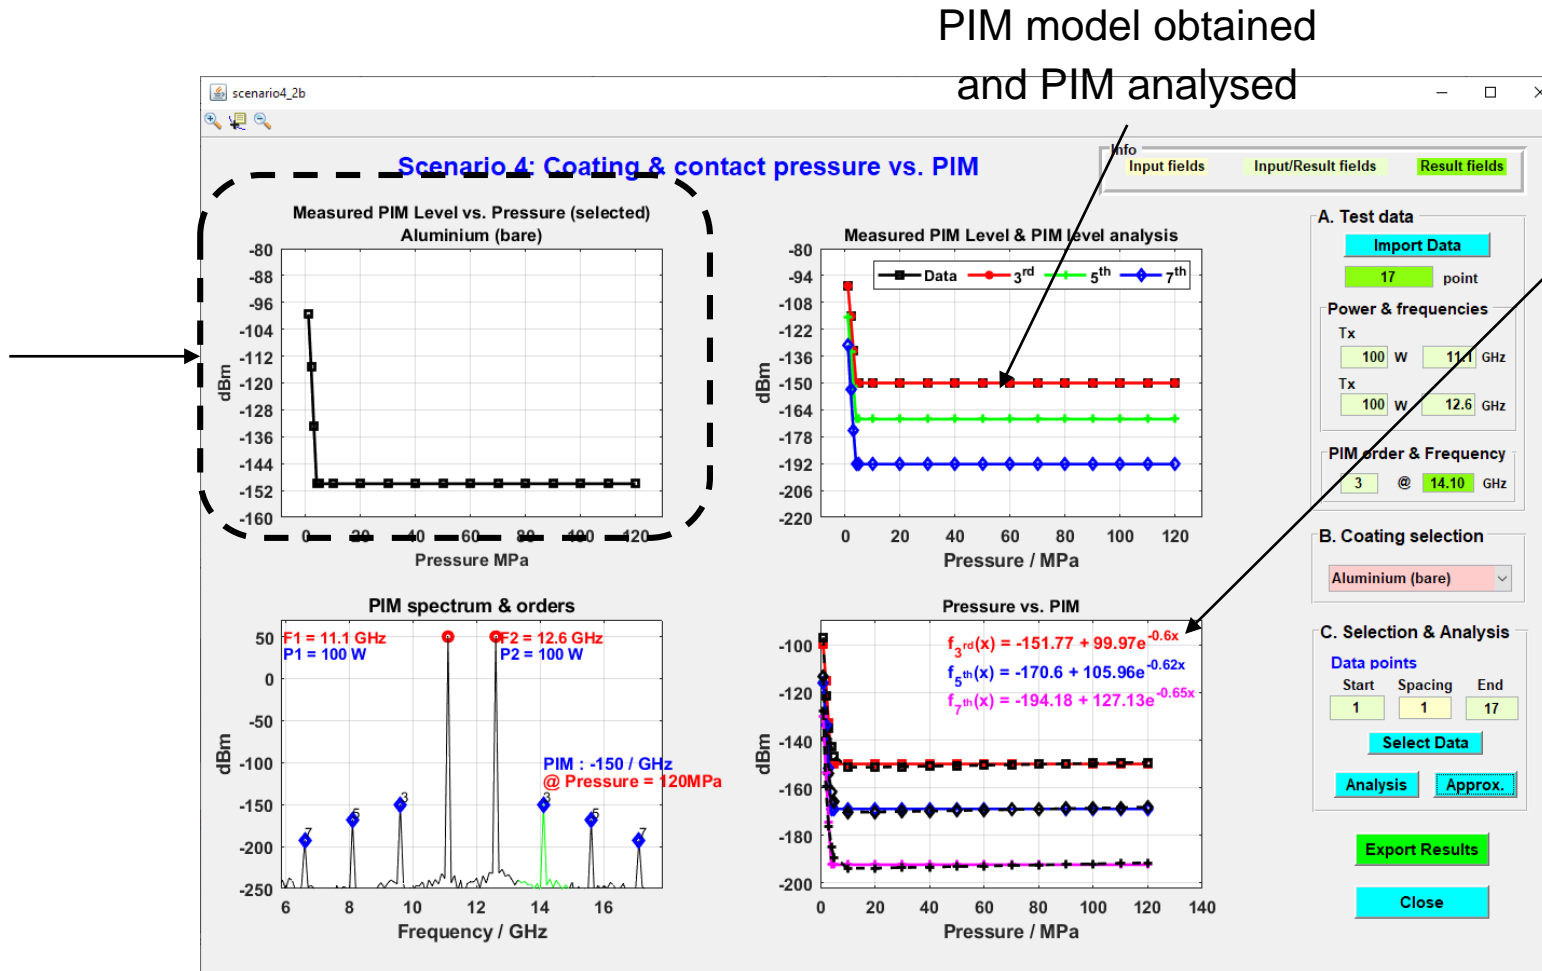 PIM model obtained
and PIM analysed
scenario4_2b
Scenario 4: Coating & contact pressure vs. PIM
Info
Input fields
Input/Result fields
Result fields
Measured PIM Level vs. Pressure (selected)
Aluminium (bare)
-80
-88
-96
-104
-112
-120
-128
-136
-144
-152
-160
dBm
0
20
40
60
80
100
120
Pressure MPa
Measured PIM Level & PIM level analysis
Data
3rd
5th
7th
-80
-94
-108
-122
-136
-150
-164
-178
-192
-206
-220
dBm
0
20
40
60
80
100
120
Pressure / MPa
A. Test data
Import Data
17 point
Power & frequencies
Tx
100 W 11.1 GHz
Tx
100 W 12.6 GHz
PIM order & Frequency
3 @ 14.10 GHz
B. Coating selection
Aluminium (bare)
C. Selection & Analysis
Data points
Start Spacing End
1 1 17
Select Data
Analysis
Approx.
Export Results
Close
PIM spectrum & orders
F1 = 11.1 GHz
P1 = 100 W
F2 = 12.6 GHz
P2 = 100 W
PIM : -150 / GHz
@ Pressure = 120MPa
7
5
3
3
5
7
50
0
-50
-100
-150
-200
-250
dBm
6
8
10
12
14
16
Frequency / GHz
Pressure vs. PIM
f3rd(x) = -151.77 + 99.97e-0.6x
f5th(x) = -170.6 + 105.96e-0.62x
f7th(x) = -194.18 + 127.13e-0.65x
-100
-120
-140
-160
-180
-200
dBm
0
20
40
60
80
100
120
140
Pressure / MPa